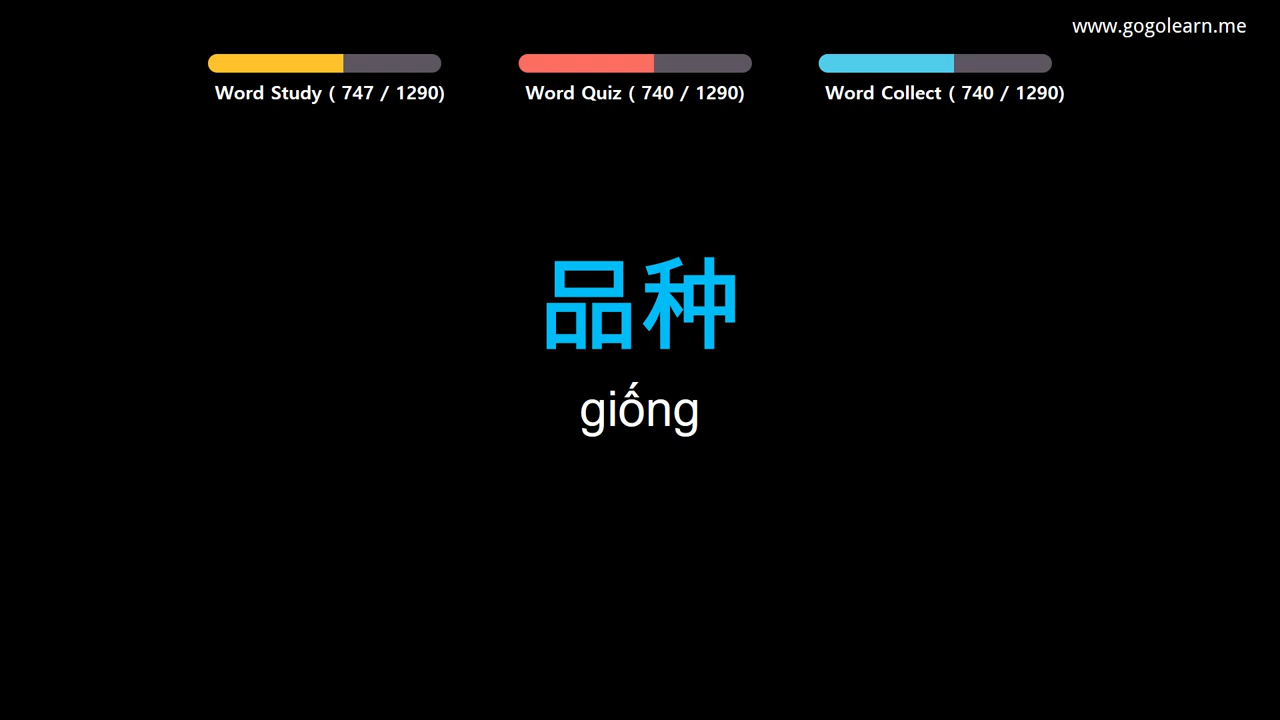 www.gogolearn.me
Word Study ( 747 / 1290)
Word Quiz ( 740 / 1290)
Word Collect ( 740 / 1290)
品种
giống